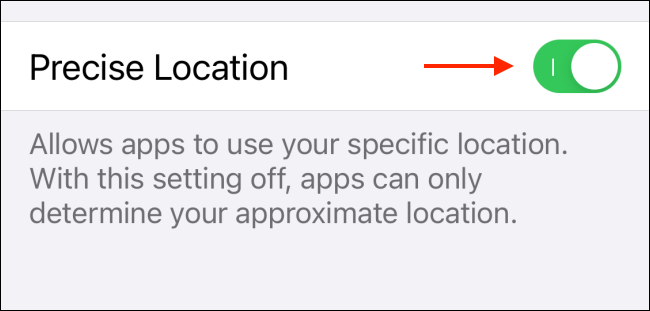 Precise Location
Allows apps to use your specific location.
With this setting off, apps can only
determine your approximate location.